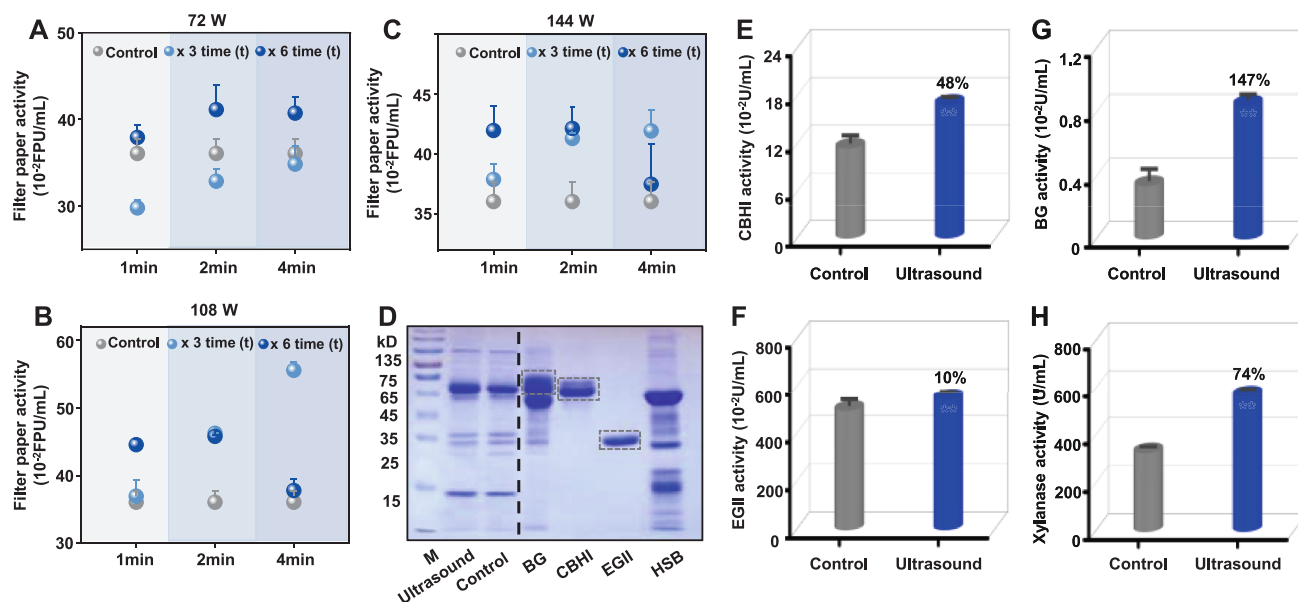 A
72 W
50
Control
x 3 time (t)
x 6 time (t)
40
30
Filter paper activity
(10⁻²FPU/mL)
1min
2min
4min
B
108 W
60
Control
x 3 time (t)
x 6 time (t)
50
40
30
Filter paper activity
(10⁻²FPU/mL)
1min
2min
4min
C
144 W
Control
x 3 time (t)
x 6 time (t)
45
40
35
Filter paper activity
(10⁻²FPU/mL)
1min
2min
4min
D
kD
135
75
65
45
35
25
15
M
Ultrasound
Control
BG
CBHI
EGII
HSB
E
24
18
12
6
0
CBHI activity (10⁻²U/mL)
48%
**
Control
Ultrasound
F
800
600
400
200
0
EGII activity (10⁻²U/mL)
10%
**
Control
Ultrasound
G
1.2
0.8
0.4
0
BG activity (10⁻²U/mL)
147%
**
Control
Ultrasound
H
800
600
400
200
0
Xylanase activity (U/mL)
74%
**
Control
Ultrasound